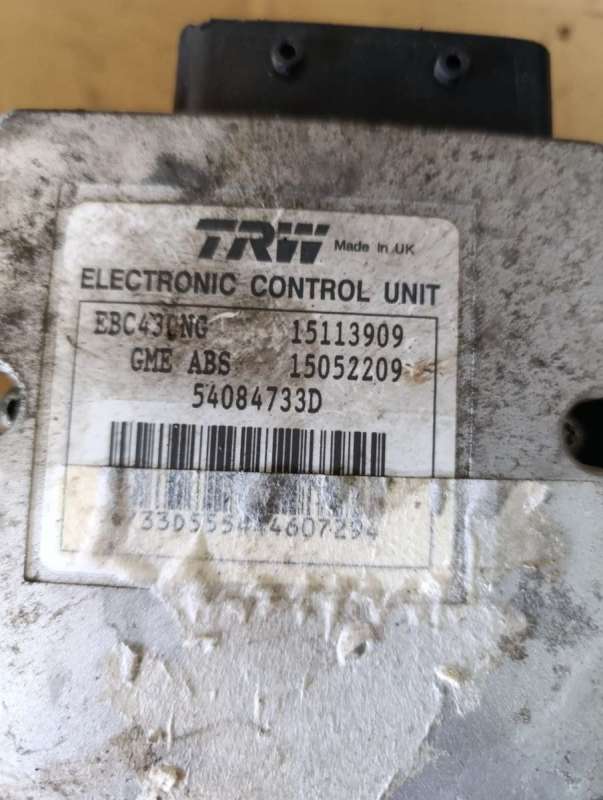 TRW Made in UK
ELECTRONIC CONTROL UNIT
EBC430NG 15113909
GME ABS 15052209
54084733D